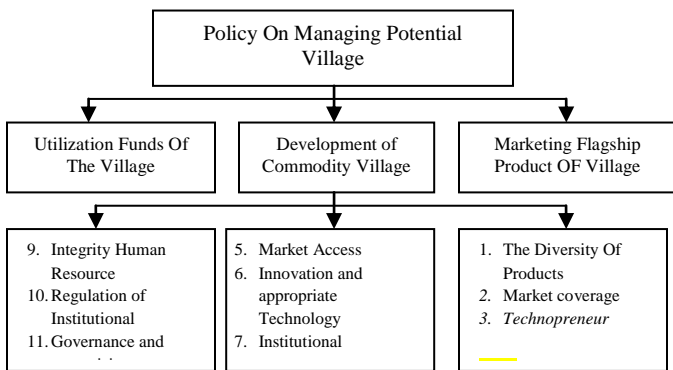 Policy On Managing Potential
Village
Utilization Funds Of
The Village
Development of
Commodity Village
Marketing Flagship
Product OF Village
9. Integrity Human
Resource
10. Regulation of
Institutional
11. Governance and
5. Market Access
6. Innovation and
appropriate
Technology
7. Institutional
1. The Diversity Of
Products
2. Market coverage
3. Technopreneur